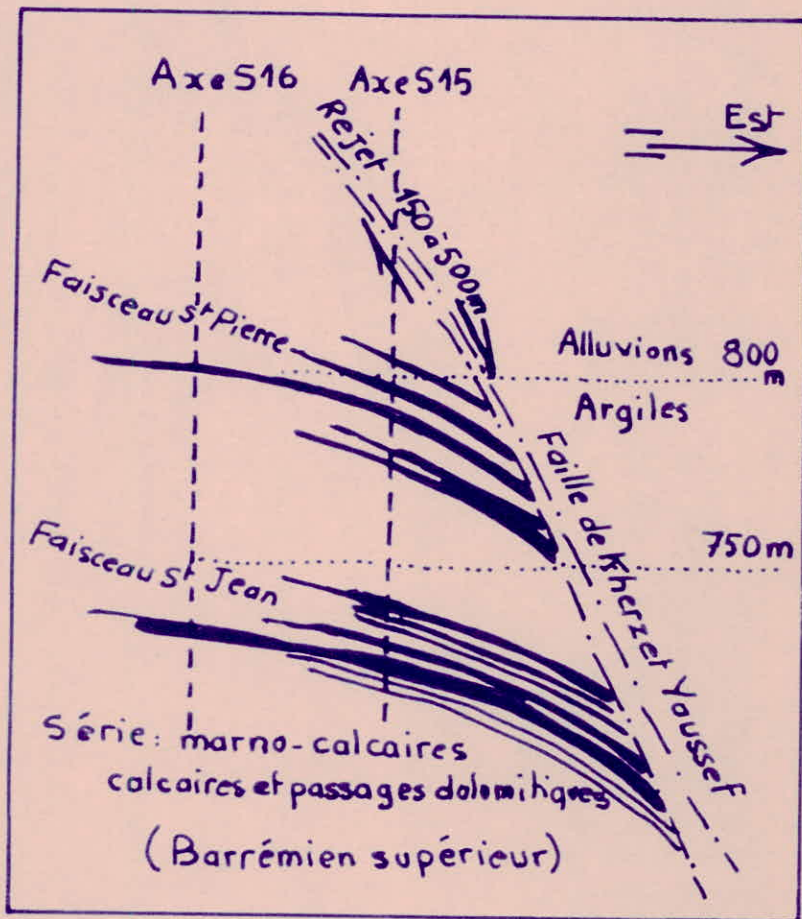 Axe S16
Axe S15
Est
Rejet 150 à 500m
Faisceau St Pierre
Alluvions 800 m
Argiles
Faille de Kherzet Youssef
750m
Faisceau St Jean
Série: marno-calcaires
calcaires et passages dolomitiques
(Barrémien supérieur)